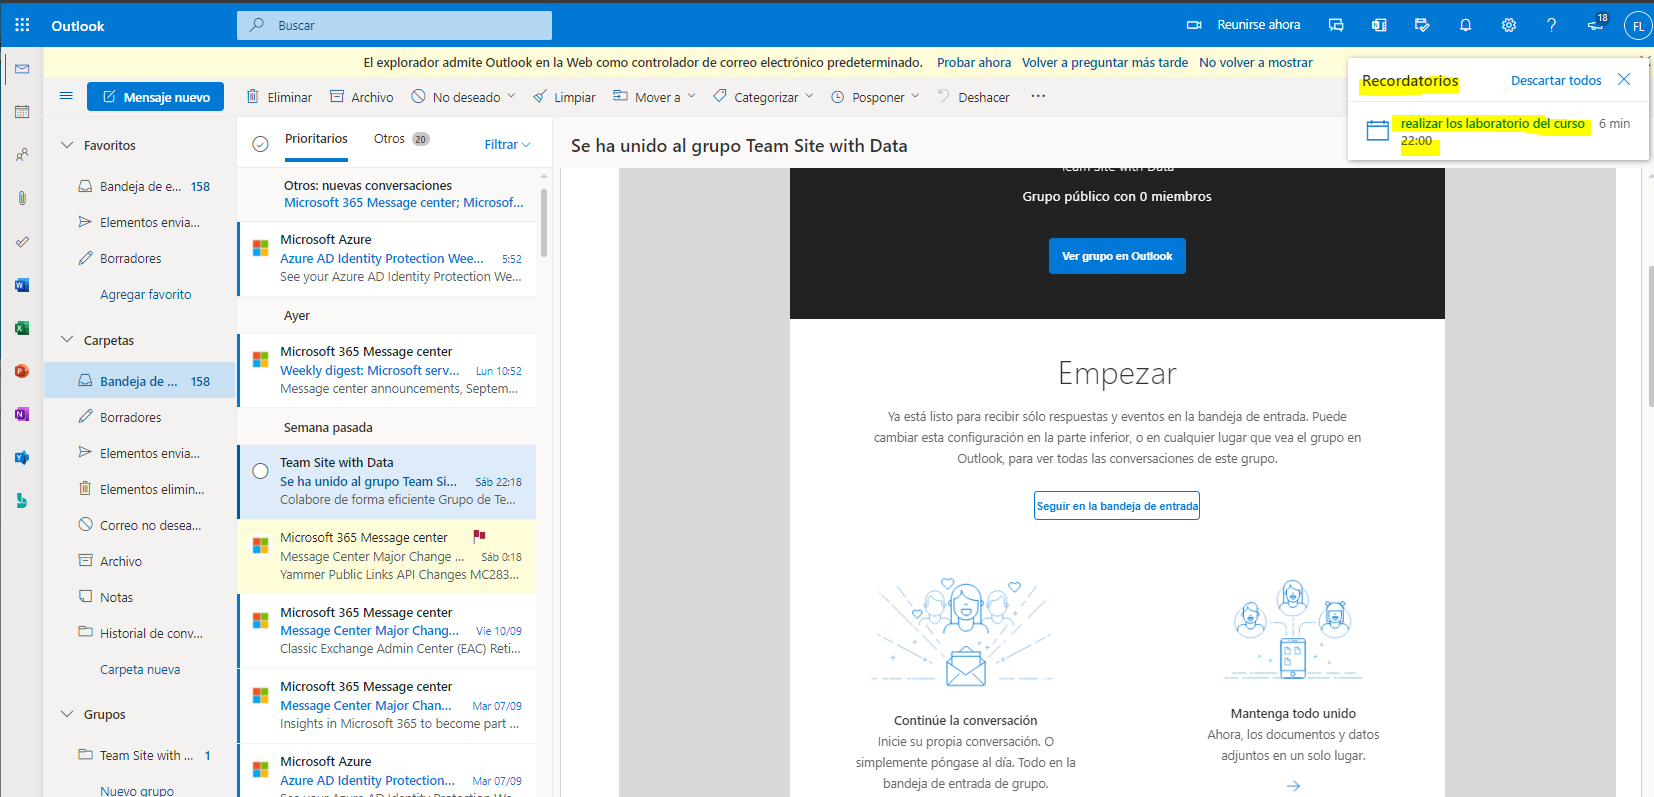 Outlook
Buscar
Reunirse ahora
18
FL
El explorador admite Outlook en la Web como controlador de correo electrónico predeterminado. Probar ahora Volver a preguntar más tarde No volver a mostrar
Mensaje nuevo
Eliminar
Archivo
No deseado
Limpiar
Mover a
Categorizar
Posponer
Deshacer
Recordatorios
Descartar todos
realizar los laboratorio del curso
6 min
22:00
Favoritos
Bandeja de e... 158
Elementos envia...
Borradores
Agregar favorito
Carpetas
Bandeja de ... 158
Borradores
Elementos envia...
Elementos elimin...
Correo no desea...
Archivo
Notas
Historial de conv...
Carpeta nueva
Grupos
Team Site with ... 1
Nuevo grupo
Prioritarios
Otros 20
Filtrar
Otros: nuevas conversaciones
Microsoft 365 Message center; Microsof...
Microsoft Azure
Azure AD Identity Protection Wee... 5:52
See your Azure AD Identity Protection We...
Ayer
Microsoft 365 Message center
Weekly digest: Microsoft serv... Lun 10:52
Message center announcements, Septem...
Semana pasada
Team Site with Data
Se ha unido al grupo Team Si... Sáb 22:18
Colabore de forma eficiente Grupo de Te...
Microsoft 365 Message center
Message Center Major Change ... Sáb 0:18
Yammer Public Links API Changes MC283...
Microsoft 365 Message center
Message Center Major Chang... Vie 10/09
Classic Exchange Admin Center (EAC) Reti...
Microsoft 365 Message center
Message Center Major Chan... Mar 07/09
Insights in Microsoft 365 to become part ...
Microsoft Azure
Azure AD Identity Protection... Mar 07/09
See your Azure AD Identity Protection We...
Se ha unido al grupo Team Site with Data
Team Site with Data
Grupo público con 0 miembros
Ver grupo en Outlook
Empezar
Ya está listo para recibir sólo respuestas y eventos en la bandeja de entrada. Puede
cambiar esta configuración en la parte inferior, o en cualquier lugar que vea el grupo en
Outlook, para ver todas las conversaciones de este grupo.
Seguir en la bandeja de entrada
Continúe la conversación
Inicie su propia conversación. O
simplemente póngase al día. Todo en la
bandeja de entrada de grupo.
Mantenga todo unido
Ahora, los documentos y datos
adjuntos en un solo lugar.